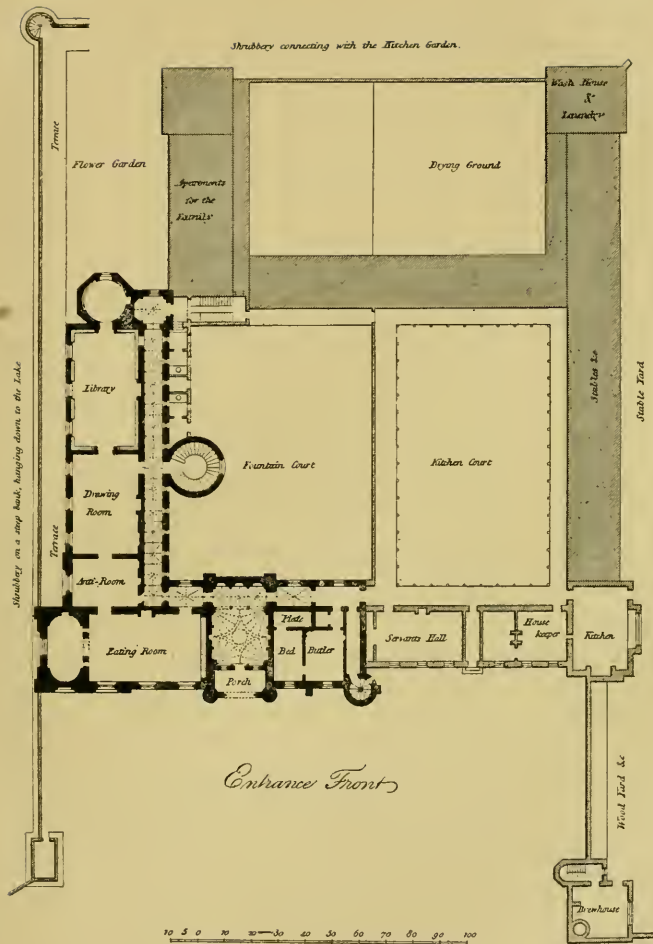 Shrubbery connecting with the Kitchen Garden.
Wash House
&
Laundry
Terrace
Flower Garden
Apartments
for the
Family
Drying Ground
Library
Stables &c
Stable Yard
Shrubbery on a steep bank, hanging down to the Lake
Drawing
Room
Fountain Court
Kitchen Court
Terrace
Anti-Room
Plate
Eating Room
Bed
Butler
Servants Hall
House
keeper
Kitchen
Porch
Entrance Front
Wood Yard &c
Brewhouse
10 5 0 10 20 30 40 50 60 70 80 90 100